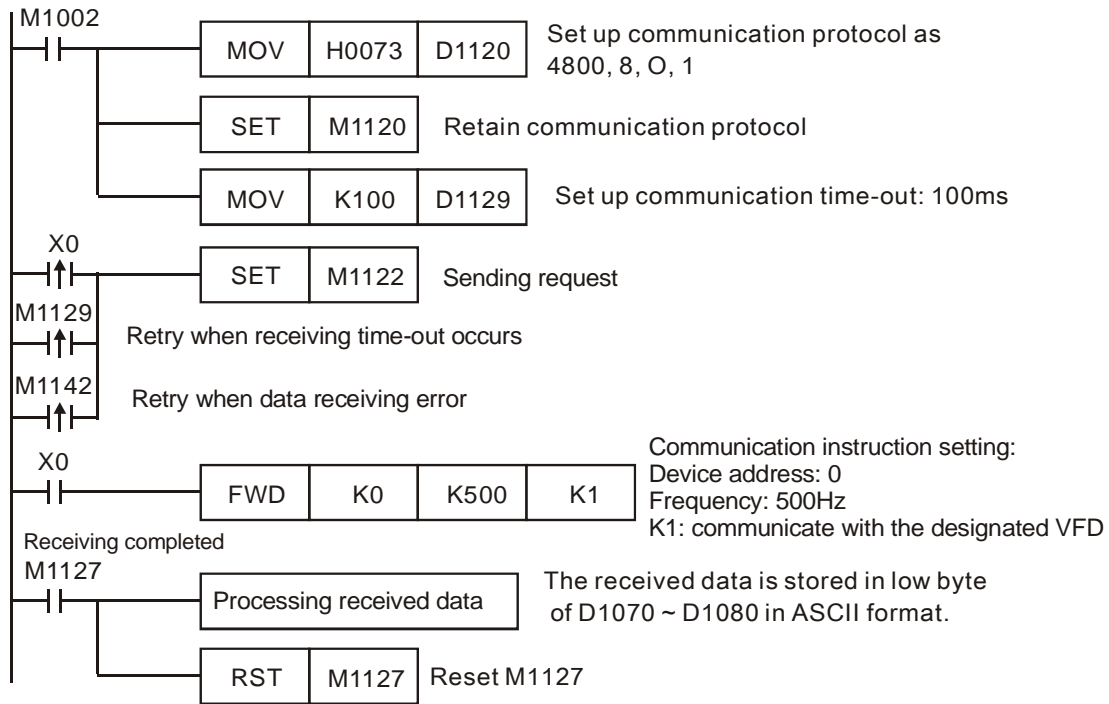 M1002
MOV H0073 D1120 Set up communication protocol as
4800, 8, O, 1
SET M1120 Retain communication protocol
MOV K100 D1129 Set up communication time-out: 100ms
X0
SET M1122 Sending request
M1129
Retry when receiving time-out occurs
M1142
Retry when data receiving error
X0
FWD K0 K500 K1
Communication instruction setting:
Device address: 0
Frequency: 500Hz
K1: communicate with the designated VFD
Receiving completed
M1127
Processing received data
The received data is stored in low byte
of D1070 ~ D1080 in ASCII format.
RST M1127 Reset M1127